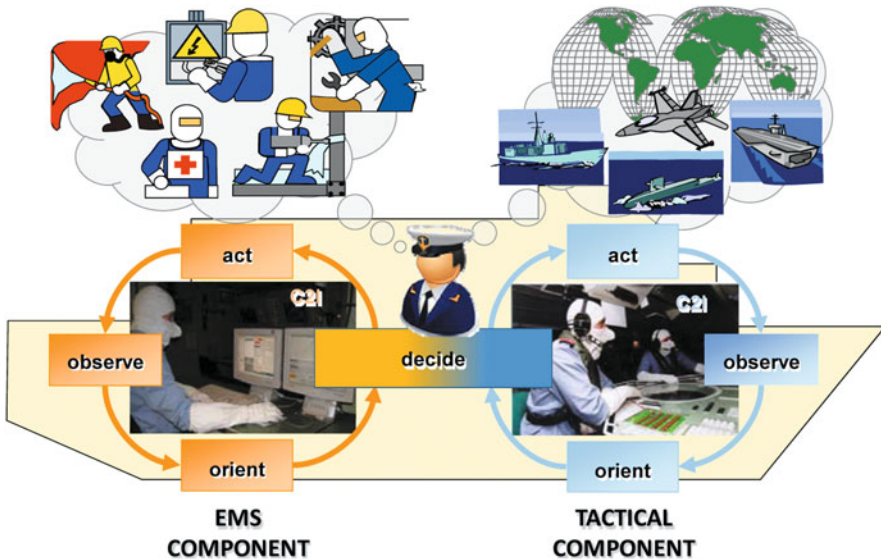 act
act
C2I
C2I
observe
decide
observe
orient
orient
EMS
COMPONENT
TACTICAL
COMPONENT